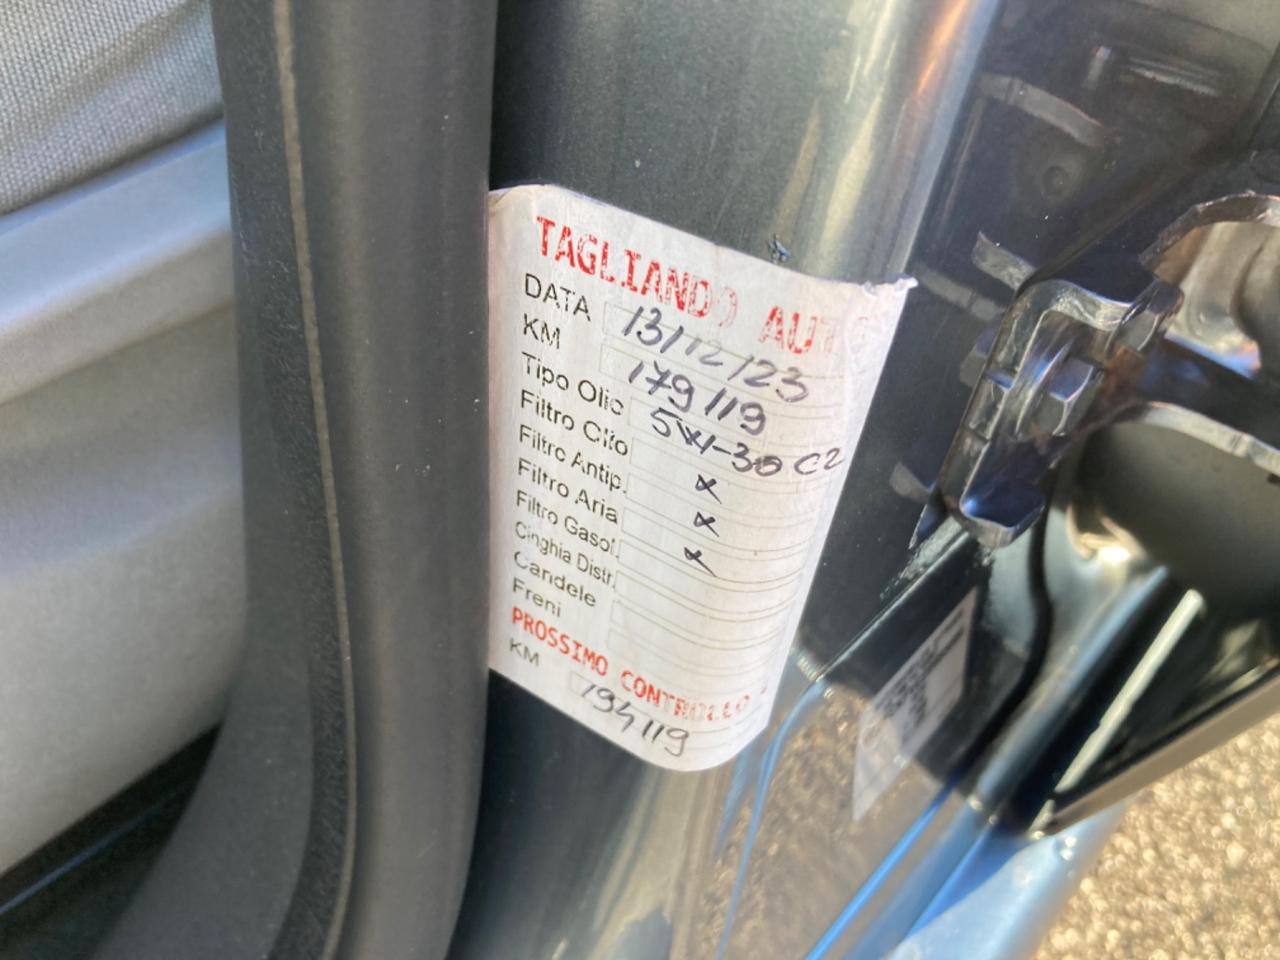 TAGLIANDO AUTO
DATA 13/12/23
KM 179119
Tipo Olio 5W-30 C2
Filtro Olio x
Filtro Antip. x
Filtro Aria x
Filtro Gasol.
Cinghia Distr.
Candele
Freni
PROSSIMO CONTROLLO A
KM 194119